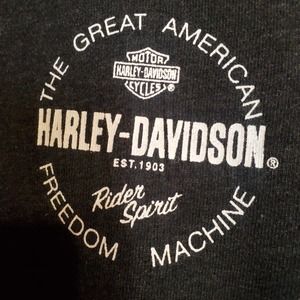 THE GREAT AMERICAN
MOTOR
HARLEY-DAVIDSON
CYCLES®
HARLEY-DAVIDSON®
EST. 1903
Rider
Spirit
FREEDOM MACHINE